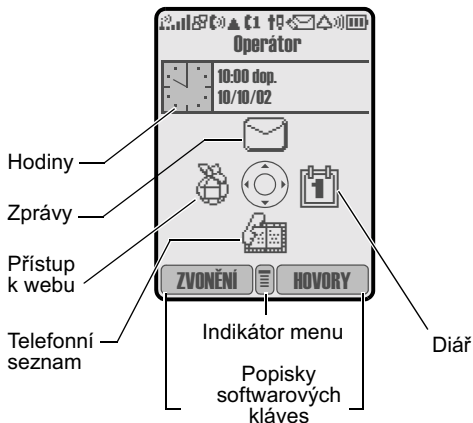 Operátor
10:00 dop.
10/10/02
Hodiny
Zprávy
1
Přístup
k webu
ZVONĚNÍ
HOVORY
Telefonní
seznam
Indikátor menu
Diář
Popisky
softwarových
kláves